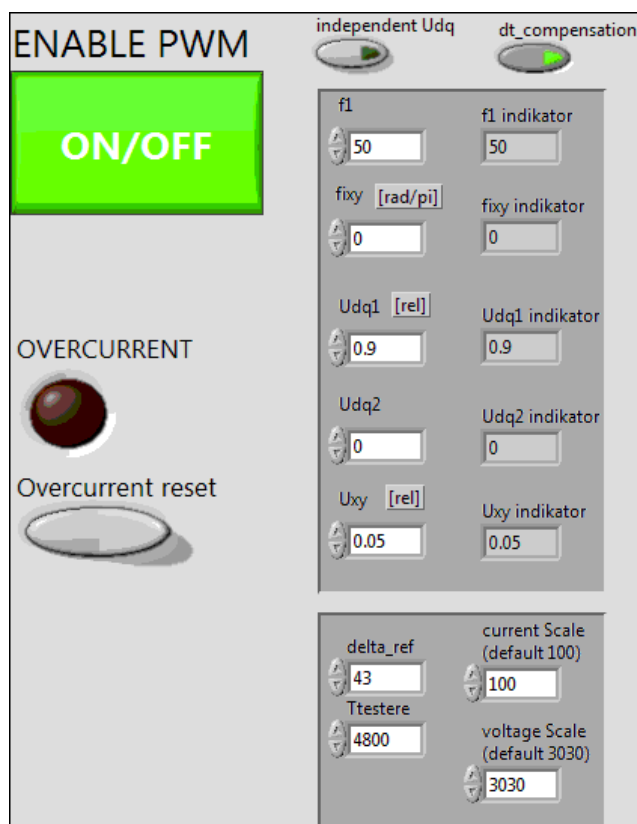 ENABLE PWM
ON/OFF
independent Udq
dt_compensation
f1
f1 indikator
50
50
fixy [rad/pi]
fixy indikator
0
0
Udq1 [rel]
Udq1 indikator
0.9
0.9
Udq2
Udq2 indikator
0
0
Uxy [rel]
Uxy indikator
0.05
0.05
OVERCURRENT
Overcurrent reset
delta_ref
43
Ttestere
4800
current Scale
(default 100)
100
voltage Scale
(default 3030)
3030